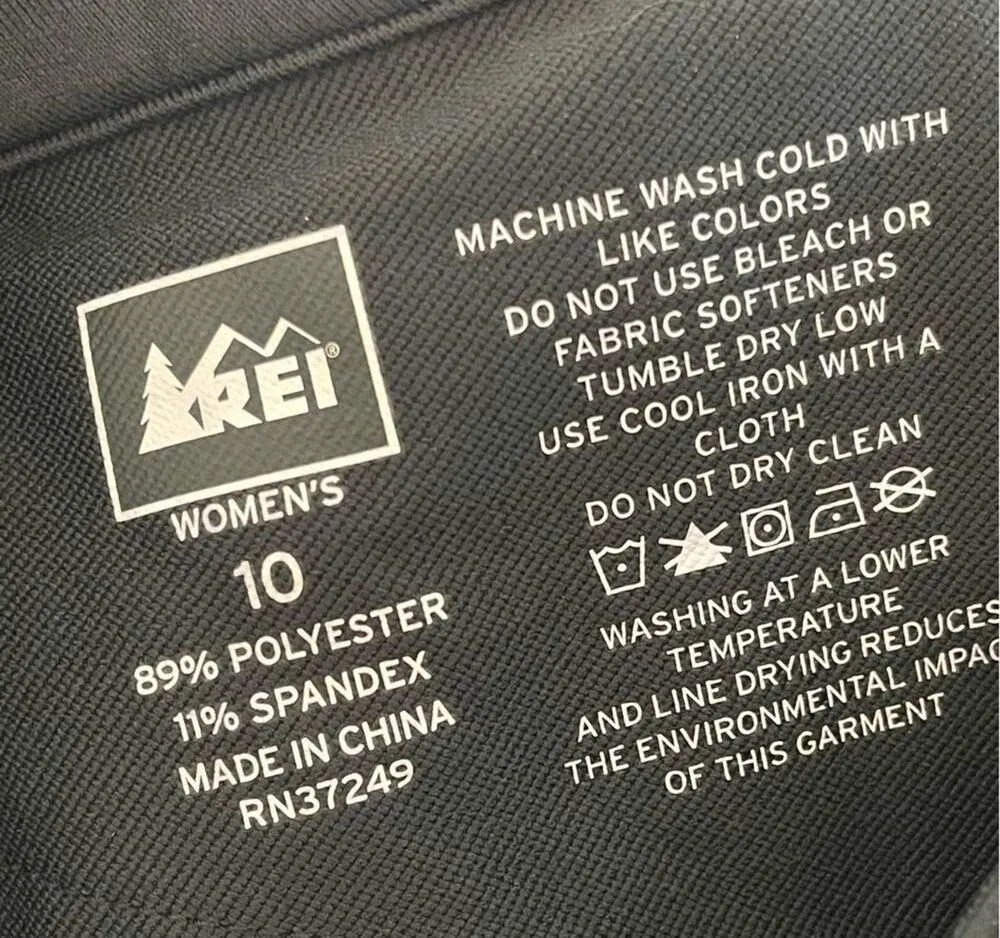 REI®
WOMEN'S
10
89% POLYESTER
11% SPANDEX
MADE IN CHINA
RN37249
MACHINE WASH COLD WITH
LIKE COLORS
DO NOT USE BLEACH OR
FABRIC SOFTENERS
TUMBLE DRY LOW
USE COOL IRON WITH A
CLOTH
DO NOT DRY CLEAN
WASHING AT A LOWER
TEMPERATURE
AND LINE DRYING REDUCES
THE ENVIRONMENTAL IMPAC
OF THIS GARMENT